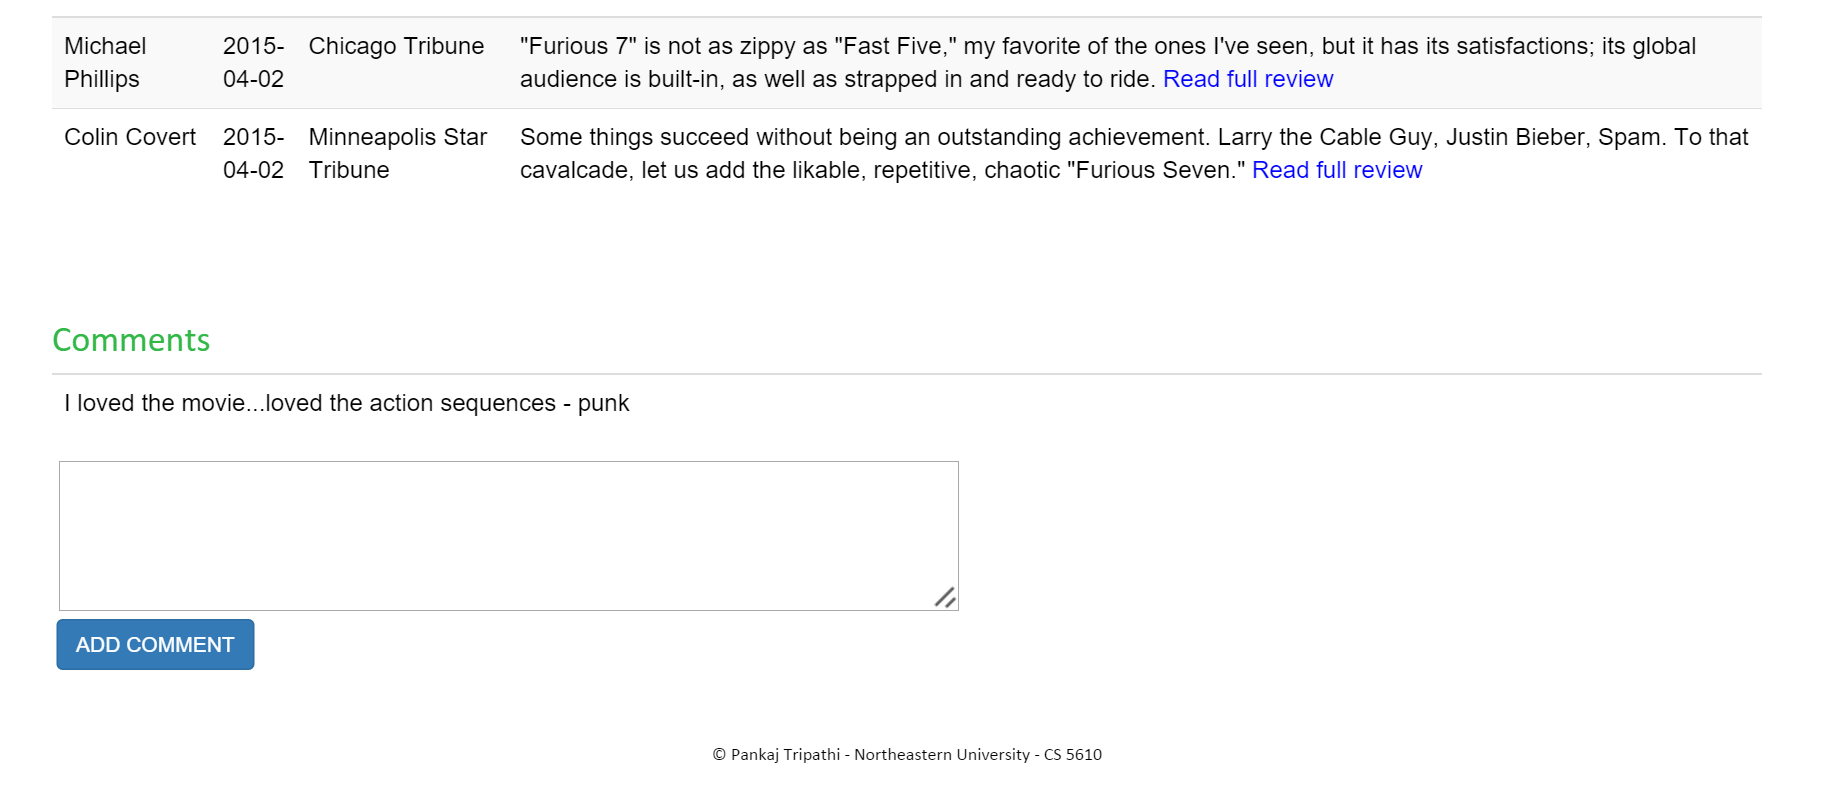 Michael 2015- Chicago Tribune "Furious 7" is not as zippy as "Fast Five," my favorite of the ones I've seen, but it has its satisfactions; its global
Phillips 04-02 audience is built-in, as well as strapped in and ready to ride. Read full review
Colin Covert 2015- Minneapolis Star Some things succeed without being an outstanding achievement. Larry the Cable Guy, Justin Bieber, Spam. To that
04-02 Tribune cavalcade, let us add the likable, repetitive, chaotic "Furious Seven." Read full review
Comments
I loved the movie...loved the action sequences - punk
ADD COMMENT
© Pankaj Tripathi - Northeastern University - CS 5610